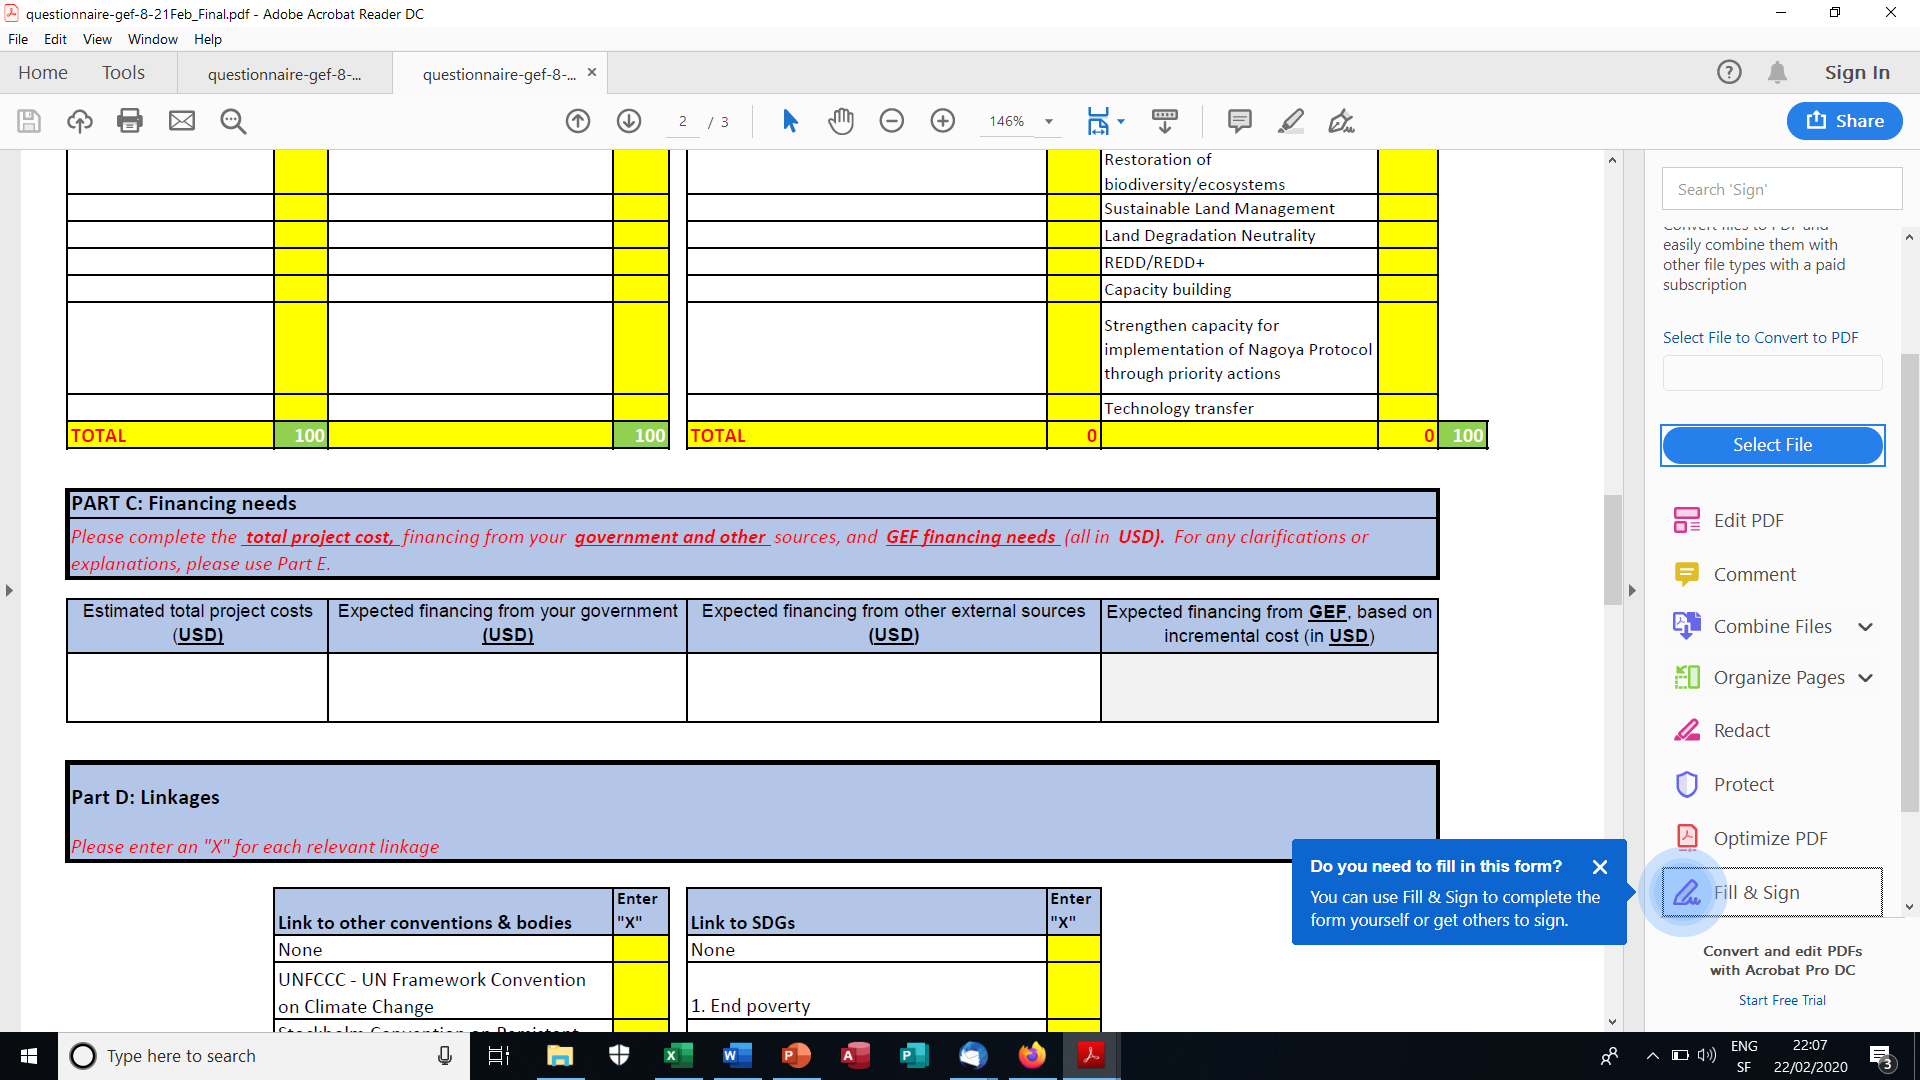 questionnaire-gef-8-21Feb_Final.pdf - Adobe Acrobat Reader DC
File Edit View Window Help
Home Tools questionnaire-gef-8-... questionnaire-gef-8-... × Sign In
2 / 3 146% Share
Restoration of
biodiversity/ecosystems
Sustainable Land Management
Land Degradation Neutrality
REDD/REDD+
Capacity building
Strengthen capacity for
implementation of Nagoya Protocol
through priority actions
Technology transfer
TOTAL 100 100 TOTAL 0 0 100
PART C: Financing needs
Please complete the total project cost, financing from your government and other sources, and GEF financing needs (all in USD). For any clarifications or
explanations, please use Part E.
Estimated total project costs
(USD)
Expected financing from your government
(USD)
Expected financing from other external sources
(USD)
Expected financing from GEF, based on
incremental cost (in USD)
Part D: Linkages
Please enter an "X" for each relevant linkage
Link to other conventions & bodies
Enter
"X"
Link to SDGs
Enter
"X"
None
None
UNFCCC - UN Framework Convention
on Climate Change
1. End poverty
Stockholm Convention on Persistent
Do you need to fill in this form?
You can use Fill & Sign to complete the
form yourself or get others to sign.
Search 'Sign'
Convert files to PDF and
easily combine them with
other file types with a paid
subscription
Select File to Convert to PDF
Select File
Edit PDF
Comment
Combine Files
Organize Pages
Redact
Protect
Optimize PDF
Fill & Sign
Convert and edit PDFs
with Acrobat Pro DC
Start Free Trial
Type here to search
ENG
SF
22:07
22/02/2020
3